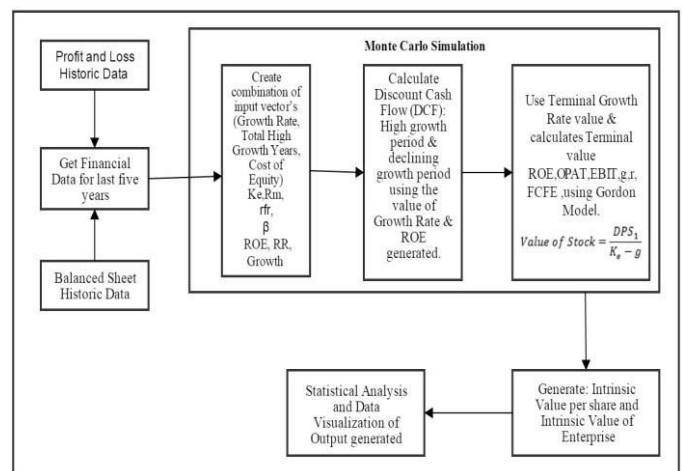 Monte Carlo Simulation
Profit and Loss
Historic Data
Get Financial
Data for last five
years
Balanced Sheet
Historic Data
Create
combination of
input vector's
(Growth Rate,
Total High
Growth Years,
Cost of
Equity)
Ke,Rm,
rfr,
β
ROE, RR,
Growth
Calculate
Discount Cash
Flow (DCF):
High growth
period &
declining
growth period
using the
value of
Growth Rate &
ROE
generated.
Use Terminal Growth
Rate value &
calculates Terminal
value
ROE,OPAT,EBIT,g,r,
FCFE ,using Gordon
Model.
Value of Stock = DPS₁ / (Kₑ − g)
Generate: Intrinsic
Value per share and
Intrinsic Value of
Enterprise
Statistical Analysis
and Data
Visualization of
Output generated